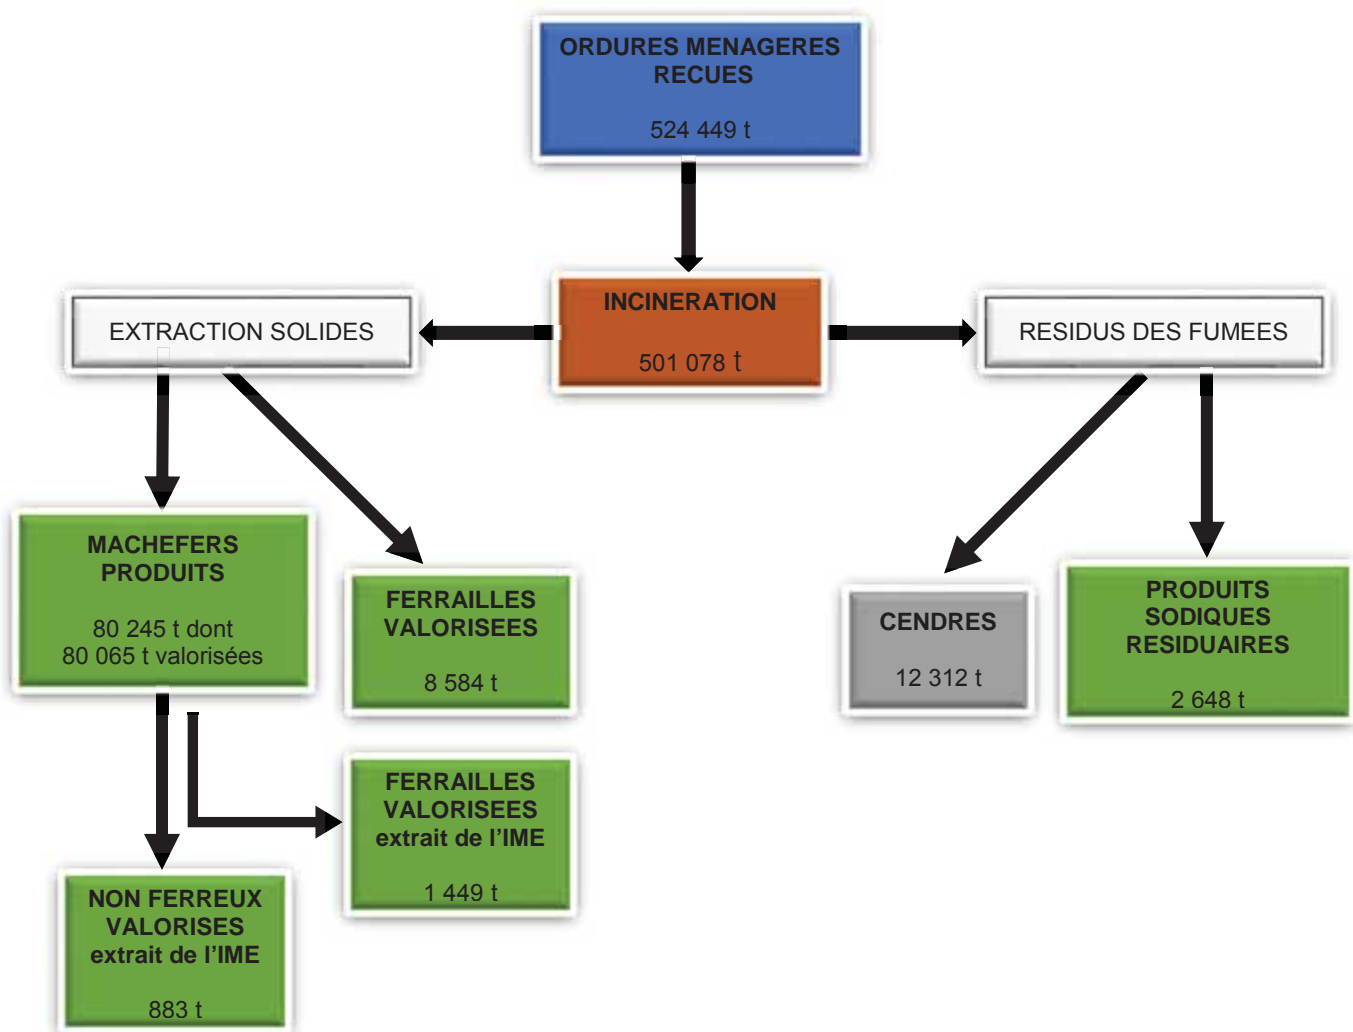 ORDURES MENAGERES
RECUES
524 449 t
INCINERATION
501 078 t
EXTRACTION SOLIDES
RESIDUS DES FUMEES
MACHEFERS
PRODUITS
80 245 t dont
80 065 t valorisées
FERRAILLES
VALORISEES
8 584 t
CENDRES
12 312 t
PRODUITS
SODIQUES
RESIDUAIRES
2 648 t
FERRAILLES
VALORISEES
extrait de l’IME
1 449 t
NON FERREUX
VALORISES
extrait de l’IME
883 t